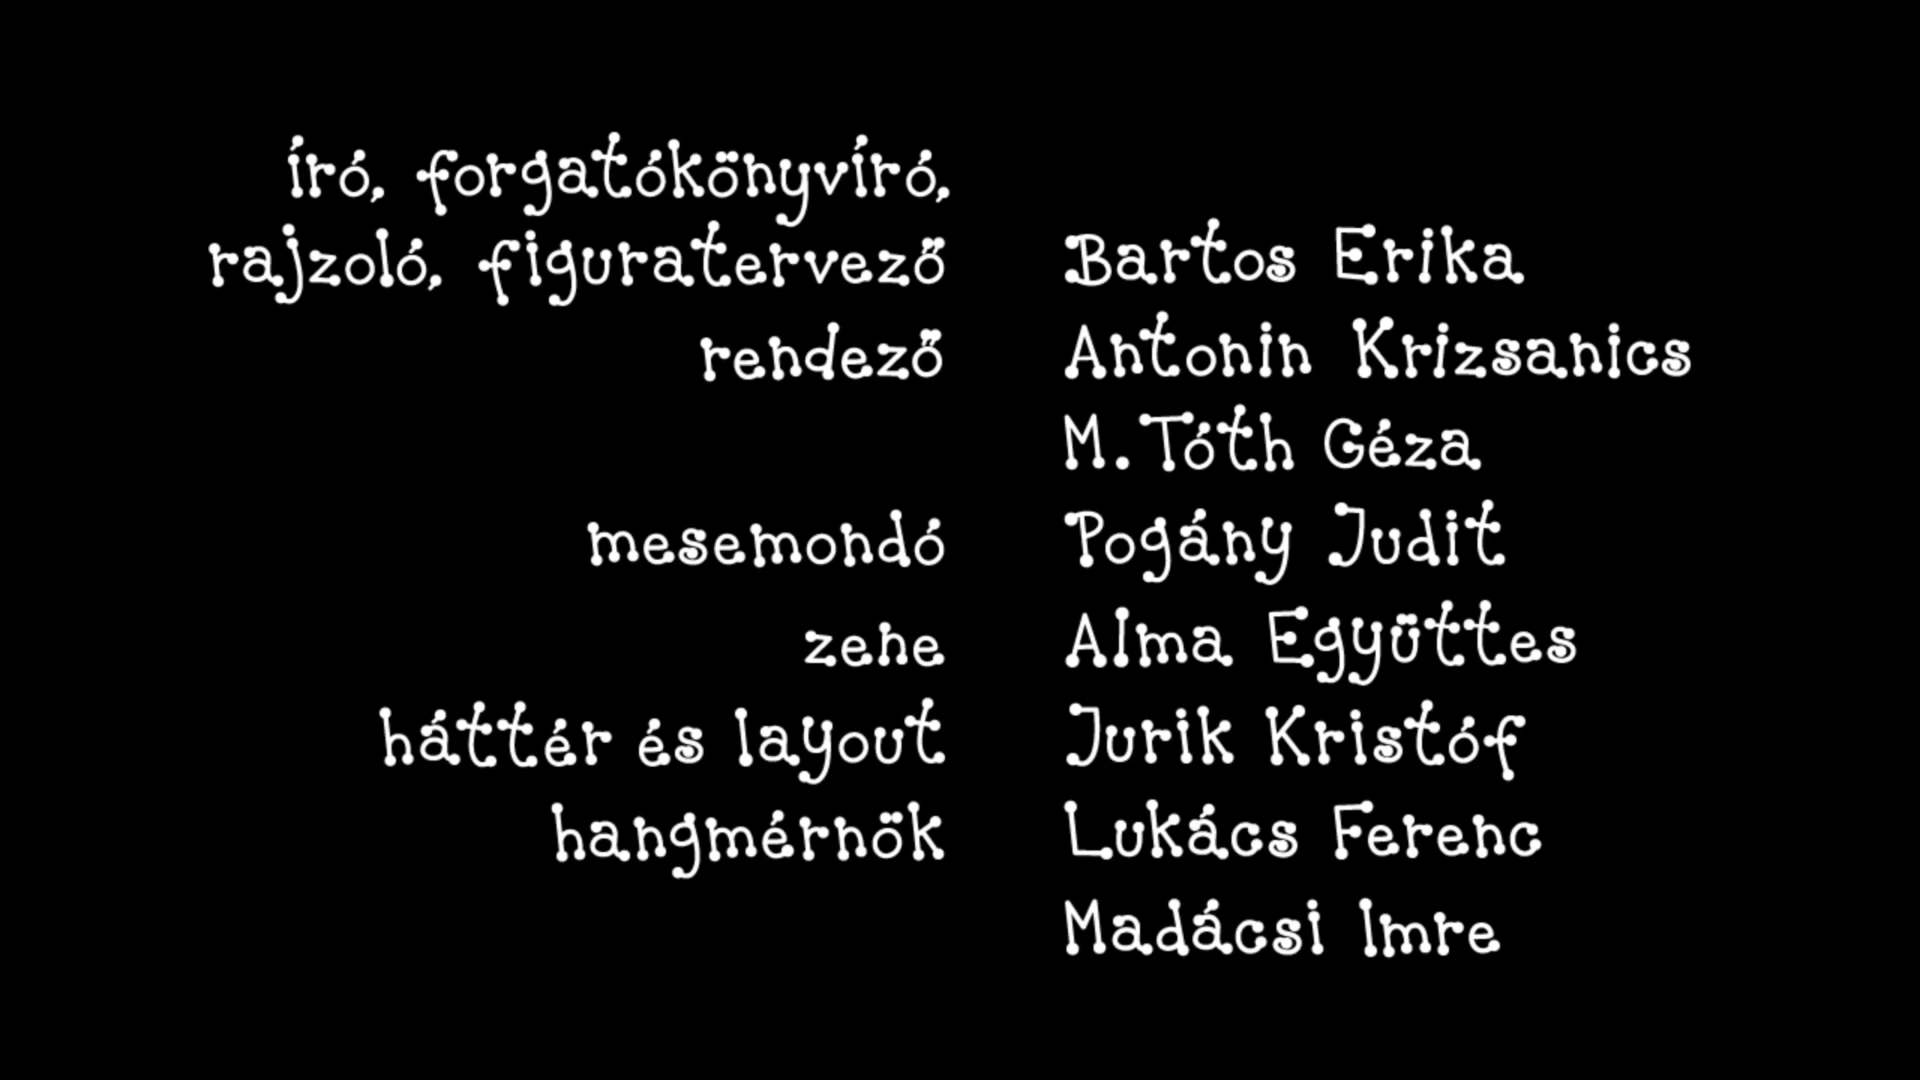 író, forgatókönyvíró,
rajzoló, figuratervező Bartos Erika
rendező Antonin Krizsanics
M. Tóth Géza
mesemondó Pogány Judit
zene Alma Együttes
háttér és layout Jurik Kristóf
hangmérnök Lukács Ferenc
Madácsi Imre